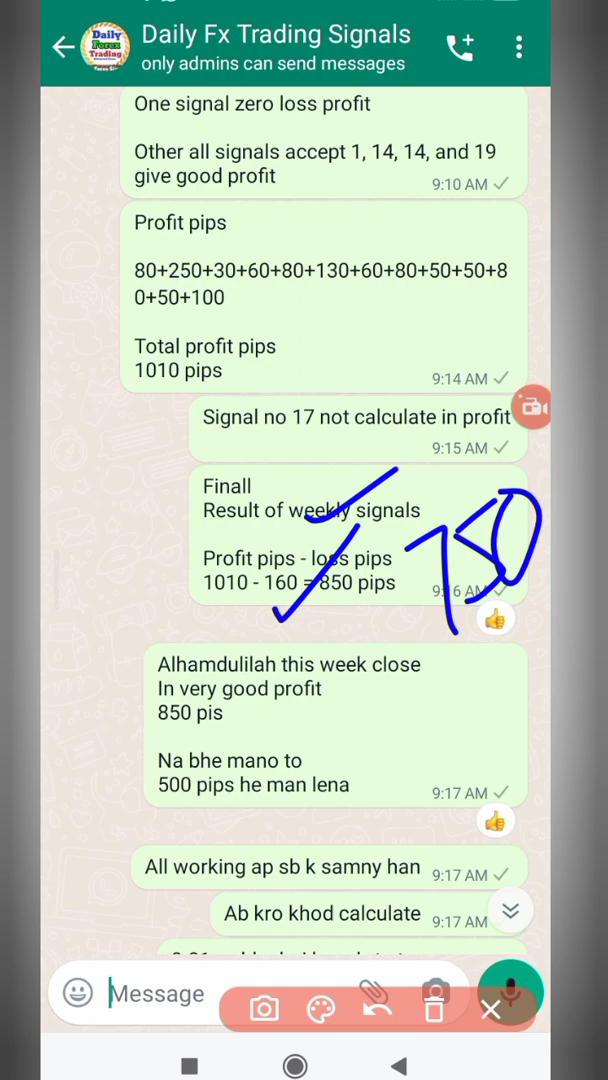 Daily Fx Trading Signals
only admins can send messages
Daily
Forex
Trading
One signal zero loss profit
Other all signals accept 1, 14, 14, and 19
give good profit
9:10 AM
Profit pips
80+250+30+60+80+130+60+80+50+50+8
0+50+100
Total profit pips
1010 pips
9:14 AM
Signal no 17 not calculate in profit
9:15 AM
Finall
Result of weekly signals
Profit pips - loss pips
1010 - 160 = 850 pips
9:16 AM
750
Alhamdulilah this week close
In very good profit
850 pis
Na bhe mano to
500 pips he man lena
9:17 AM
All working ap sb k samny han
9:17 AM
Ab kro khod calculate
9:17 AM
Message